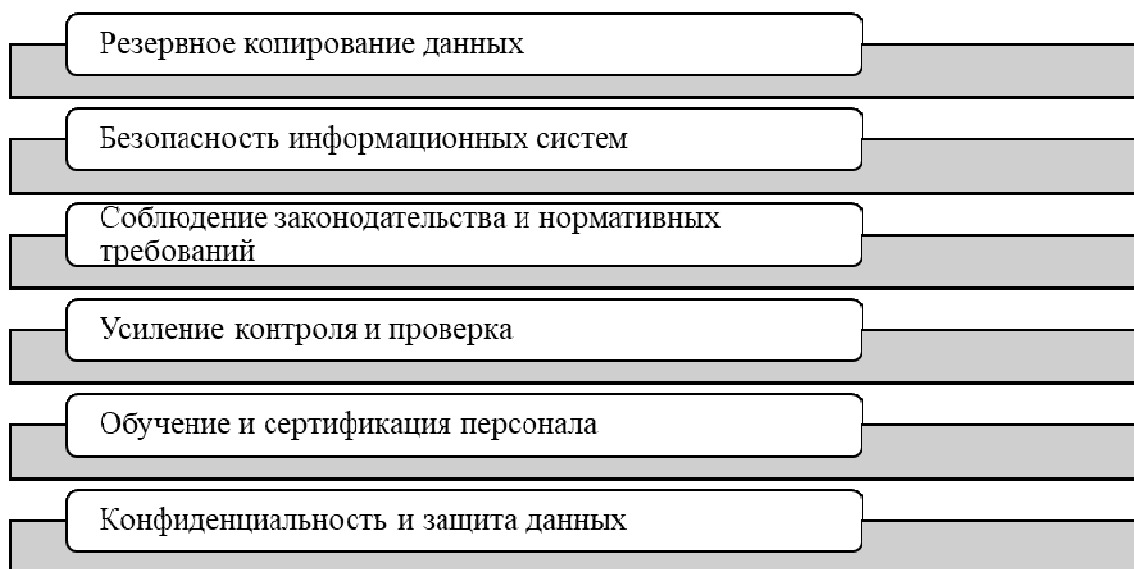 Резервное копирование данных
Безопасность информационных систем
Соблюдение законодательства и нормативных
требований
Усиление контроля и проверка
Обучение и сертификация персонала
Конфиденциальность и защита данных